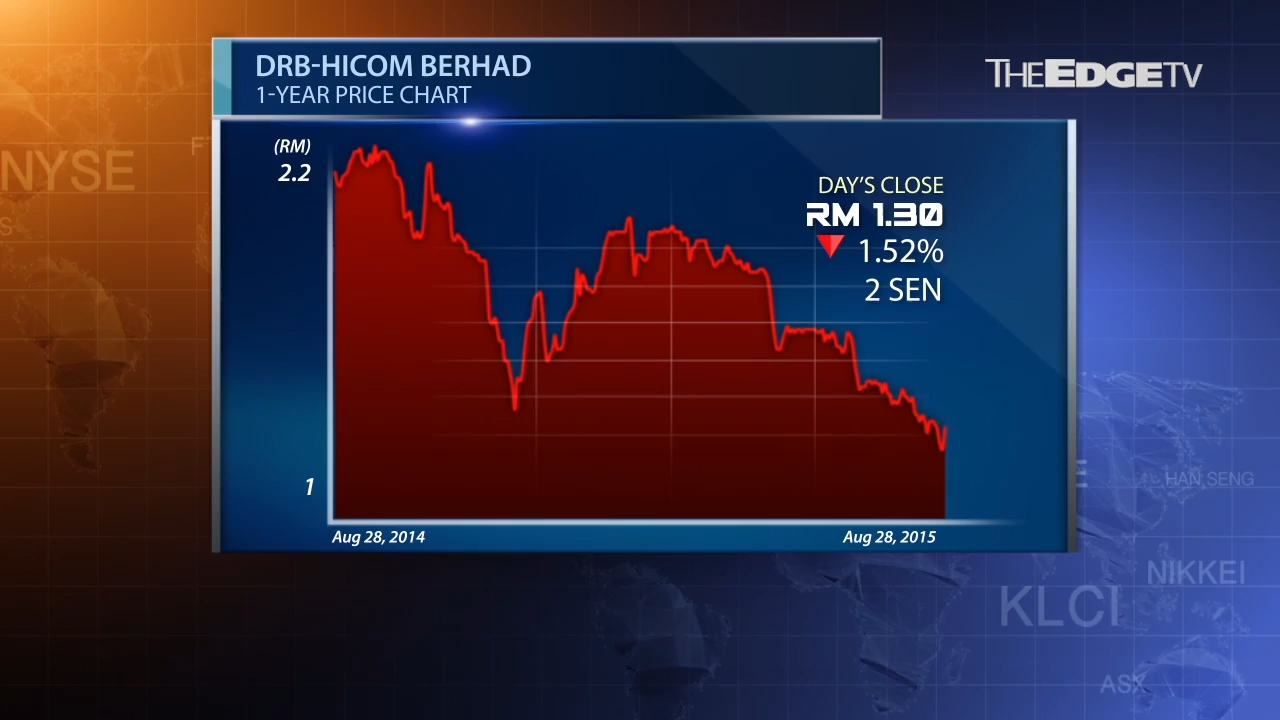 DRB-HICOM BERHAD
1-YEAR PRICE CHART
THEEDGETV
NYSE
(RM)
2.2
DAY'S CLOSE
RM 1.30
1.52%
2 SEN
1
HAN SENG
Aug 28, 2014
Aug 28, 2015
NIKKEI
KLCI
ASX